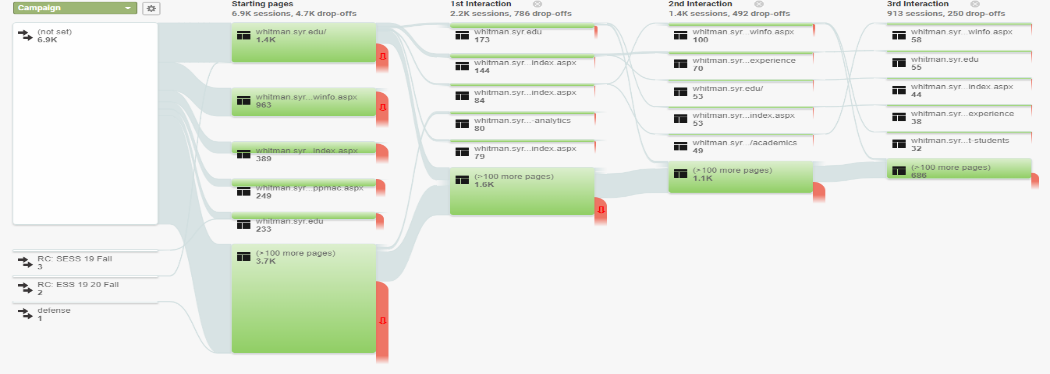 Campaign
Starting pages
6.9K sessions, 4.7K drop-offs
1st Interaction
2.2K sessions, 786 drop-offs
2nd Interaction
1.4K sessions, 492 drop-offs
3rd Interaction
913 sessions, 250 drop-offs
(not set)
6.9K
RC: SESS 19 Fall
3
RC: ESS 19 20 Fall
2
defense
1
whitman.syr.edu/
1.4K
whitman.syr...winfo.aspx
963
whitman.syr...index.aspx
389
whitman.syr...ppmac.aspx
249
whitman.syr.edu
233
(>100 more pages)
3.7K
whitman.syr.edu
173
whitman.syr...index.aspx
144
whitman.syr...index.aspx
84
whitman.syr...-analytics
80
whitman.syr...index.aspx
79
(>100 more pages)
1.6K
whitman.syr...winfo.aspx
100
whitman.syr...experience
70
whitman.syr.edu/
53
whitman.syr...index.aspx
53
whitman.syr.../academics
49
(>100 more pages)
1.1K
whitman.syr...winfo.aspx
58
whitman.syr.edu
55
whitman.syr...index.aspx
44
whitman.syr...experience
38
whitman.syr...t-students
32
(>100 more pages)
686